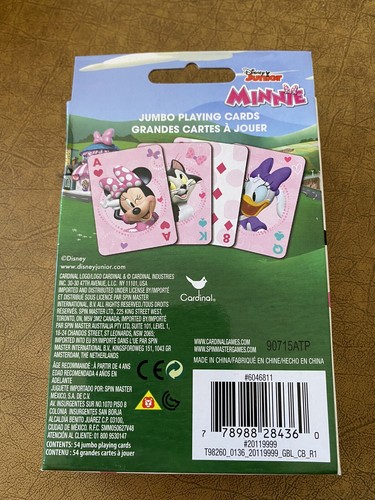 Disney
Junior
MINNIE
JUMBO PLAYING CARDS
GRANDES CARTES À JOUER
A
K
8
Q
©Disney
www.disneyjunior.com
CARDINAL LOGO/LOGO CARDINAL & © CARDINAL INDUSTRIES
INC. 30-30 47TH AVENUE, L.I.C. NY 11101, USA
IMPORTED AND DISTRIBUTED UNDER LICENSE BY/IMPORTÉ
ET DISTRIBUÉ SOUS LICENCE PAR SPIN MASTER
INTERNATIONAL, B.V. ALL RIGHTS RESERVED./TOUS DROITS
RÉSERVÉS. SPIN MASTER LTD., 225 KING STREET WEST,
TORONTO, ON, M5V 3M2 CANADA. IMPORTED BY/IMPORTÉ
PAR SPIN MASTER AUSTRALIA PTY LTD, SUITE 101, LEVEL 1,
18-24 CHANDOS STREET, ST LEONARDS, NSW 2065;
IMPORTED INTO EU BY/IMPORTÉ DANS L'UE PAR SPIN
MASTER INTERNATIONAL B.V., KINGSFORDWEG 151, 1043 GR
AMSTERDAM, THE NETHERLANDS
Cardinal®
WWW.CARDINALGAMES.COM
WWW.SPINMASTERGAMES.COM
90715ATP
MADE IN CHINA/FABRIQUÉ EN CHINE/HECHO EN CHINA
ÂGE RECOMMANDÉ : À PARTIR DE 4 ANS
EDAD RECOMENDADA 4 AÑOS EN
ADELANTE
JUGUETE IMPORTADO POR: SPIN MASTER
MÉXICO, S.A. DE C.V.
AV. INSURGENTES SUR NO.1070 PISO 8
COLONIA INSURGENTES SAN BORJA
ALCALDÍA BENITO JUÁREZ C.P. 03100,
CIUDAD DE MÉXICO. R.F.C. SMM050627V48
ATENCIÓN AL CLIENTE: 01 800 9530147
CONTENTS: 54 jumbo playing cards
CONTENU : 54 grandes cartes à jouer
CE
#6046811
7 78988 28436 0
#20119999
T98260_0136_20119999_GBL_CB_R1